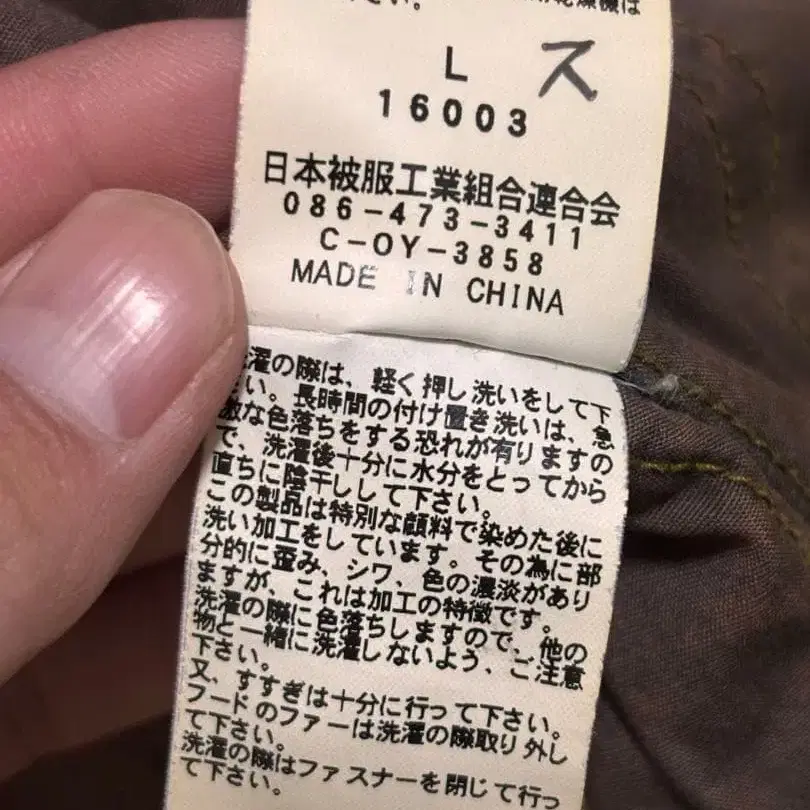 さい。 乾燥機は
L ス
16003
日本被服工業組合連合会
086-473-3411
C-OY-3858
MADE IN CHINA
濯の際は、軽く押し洗いをして下
さい。長時間の付け置き洗いは、急
激な色落ちをする恐れが有りますの
で、洗濯後十分に水分をとってから
直ちに陰干しして下さい。
この製品は特別な顔料で染めた後に
洗い加工をしています。その為に部
分的に歪み、シワ、色の濃淡があり
ますが、これは加工の特徴です。
洗濯の際に色落ちしますので、他の
物と一緒に洗濯しないよう、ご注意
下さい。
又、すすぎは十分に行って下さい。
フードのファーは洗濯の際取り外し
て下さい。
洗濯の際はファスナーを閉じて行っ
て下さい。